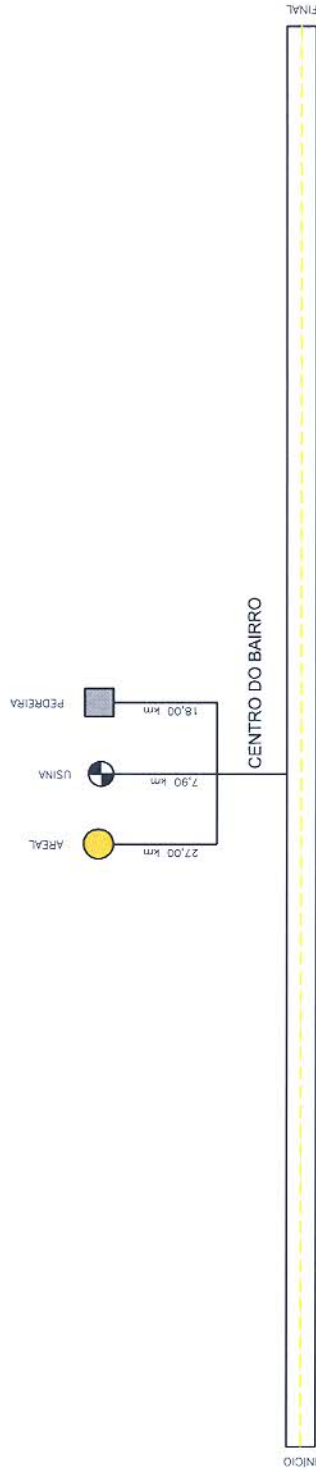 FINAL
PEDREIRA
18,00 km
CENTRO DO BAIRRO
USINA
7,90 km
AREAL
27,00 km
INÍCIO